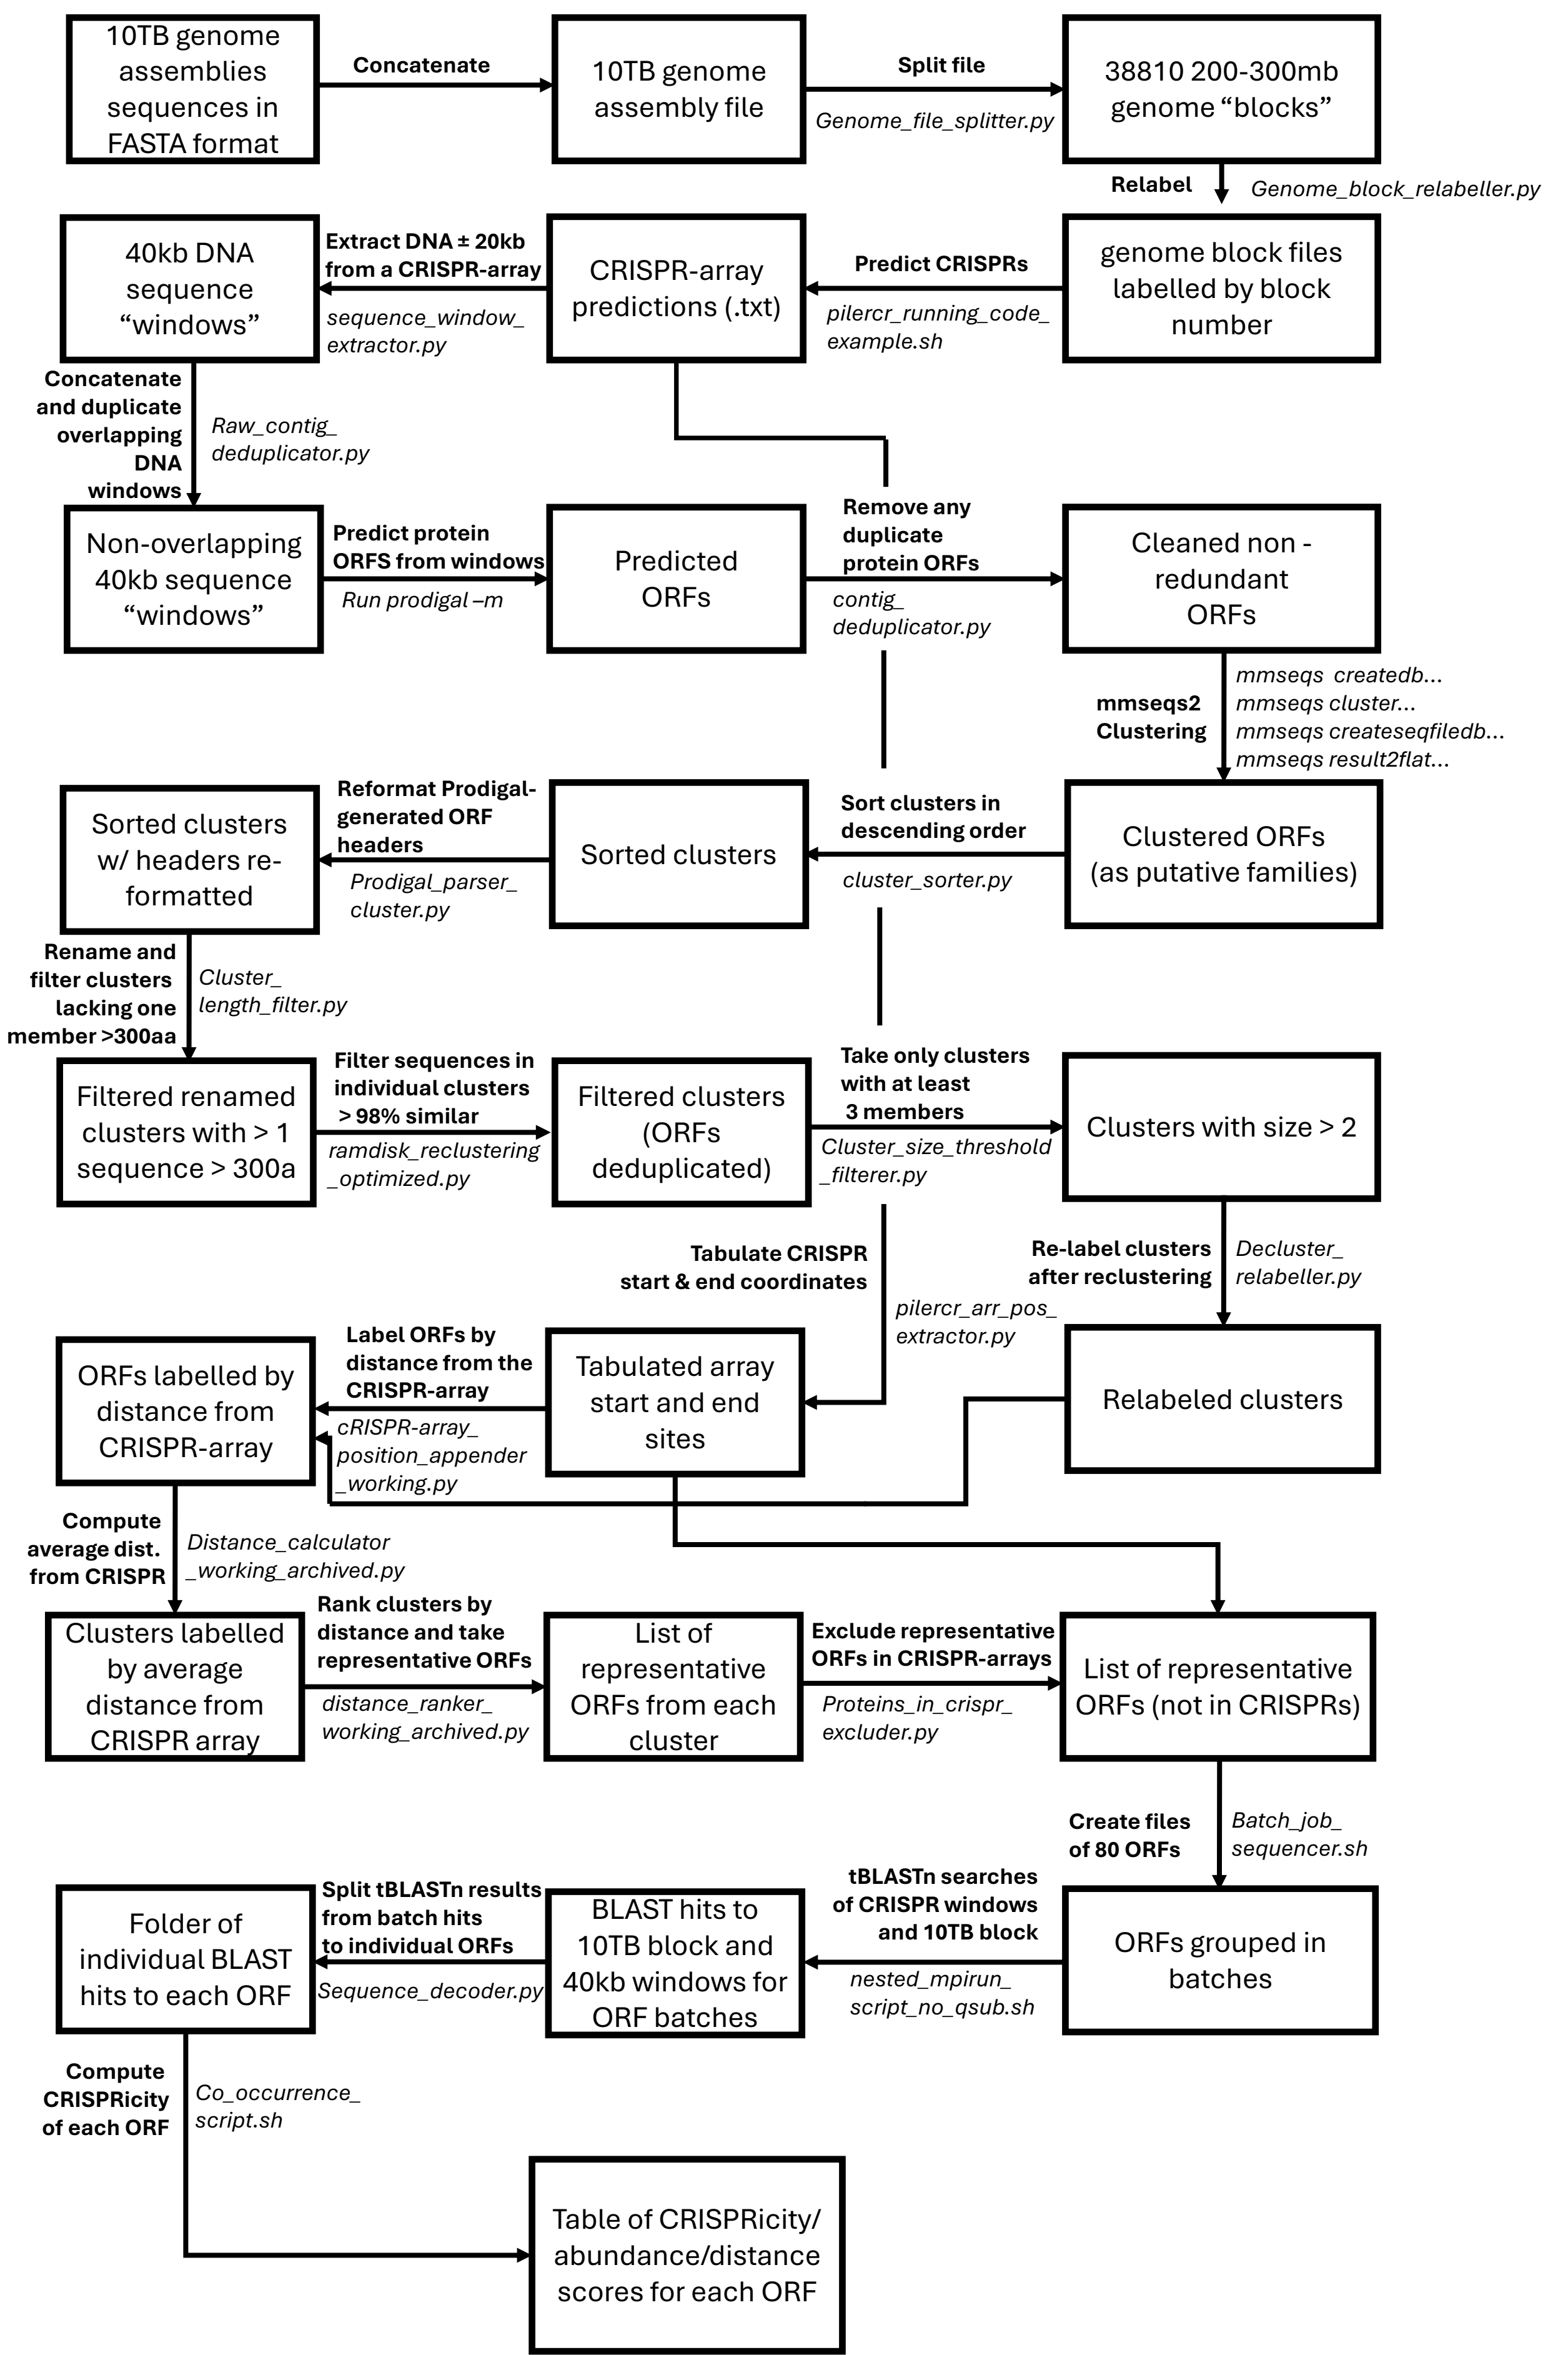 10TB genome
assemblies
sequences in
FASTA format
Concatenate
10TB genome
assembly file
Split file
Genome_file_splitter.py
38810 200-300mb
genome “blocks”
Relabel
Genome_block_relabeller.py
genome block files
labelled by block
number
Predict CRISPRs
pilercr_running_code_
example.sh
CRISPR-array
predictions (.txt)
Extract DNA ± 20kb
from a CRISPR-array
sequence_window_
extractor.py
40kb DNA
sequence
“windows”
Concatenate
and duplicate
overlapping
DNA
windows
Raw_contig_
deduplicator.py
Non-overlapping
40kb sequence
“windows”
Predict protein
ORFS from windows
Run prodigal –m
Predicted
ORFs
Remove any
duplicate
protein ORFs
contig_
deduplicator.py
Cleaned non -
redundant
ORFs
mmseqs2
Clustering
mmseqs createdb...
mmseqs cluster...
mmseqs createseqfiledb...
mmseqs result2flat...
Clustered ORFs
(as putative families)
Sort clusters in
descending order
cluster_sorter.py
Sorted clusters
Reformat Prodigal-
generated ORF
headers
Prodigal_parser_
cluster.py
Sorted clusters
w/ headers re-
formatted
Rename and
filter clusters
lacking one
member >300aa
Cluster_
length_filter.py
Filtered renamed
clusters with > 1
sequence > 300a
Filter sequences in
individual clusters
> 98% similar
ramdisk_reclustering
_optimized.py
Filtered clusters
(ORFs
deduplicated)
Take only clusters
with at least
3 members
Cluster_size_threshold
_filterer.py
Clusters with size > 2
Re-label clusters
after reclustering
Decluster_
relabeller.py
Relabeled clusters
Tabulate CRISPR
start & end coordinates
pilercr_arr_pos_
extractor.py
Tabulated array
start and end
sites
Label ORFs by
distance from the
CRISPR-array
cRISPR-array_
position_appender
_working.py
ORFs labelled by
distance from
CRISPR-array
Compute
average dist.
from CRISPR
Distance_calculator
_working_archived.py
Clusters labelled
by average
distance from
CRISPR array
Rank clusters by
distance and take
representative ORFs
distance_ranker_
working_archived.py
List of
representative
ORFs from each
cluster
Exclude representative
ORFs in CRISPR-arrays
Proteins_in_crispr_
excluder.py
List of representative
ORFs (not in CRISPRs)
Create files
of 80 ORFs
Batch_job_
sequencer.sh
ORFs grouped in
batches
tBLASTn searches
of CRISPR windows
and 10TB block
nested_mpirun_
script_no_qsub.sh
BLAST hits to
10TB block and
40kb windows for
ORF batches
Split tBLASTn results
from batch hits
to individual ORFs
Sequence_decoder.py
Folder of
individual BLAST
hits to each ORF
Compute
CRISPRicity
of each ORF
Co_occurrence_
script.sh
Table of CRISPRicity/
abundance/distance
scores for each ORF